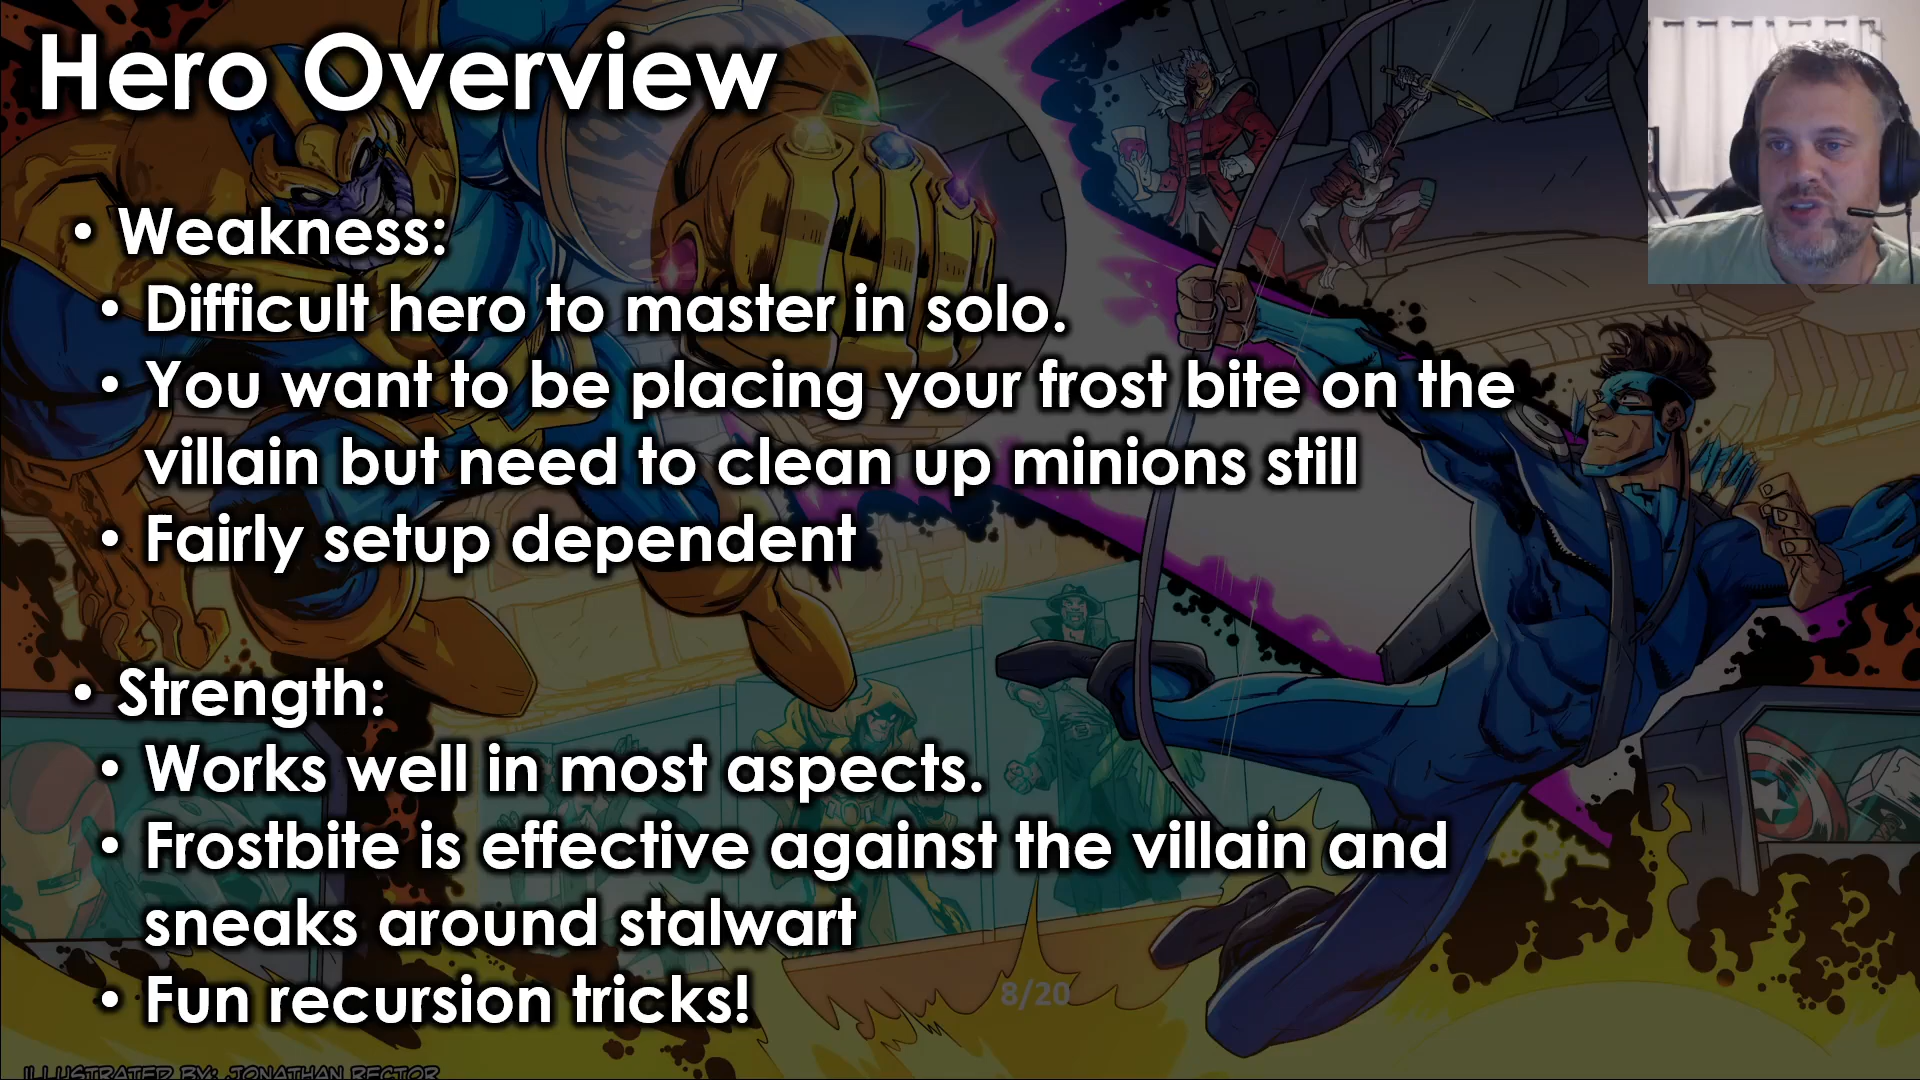 Hero Overview
• Weakness:
• Difficult hero to master in solo.
• You want to be placing your frost bite on the
villain but need to clean up minions still
• Fairly setup dependent
• Strength:
• Works well in most aspects.
• Frostbite is effective against the villain and
sneaks around stalwart
• Fun recursion tricks!
8/20
ILLUSTRATED BY: JONATHAN RECTOR